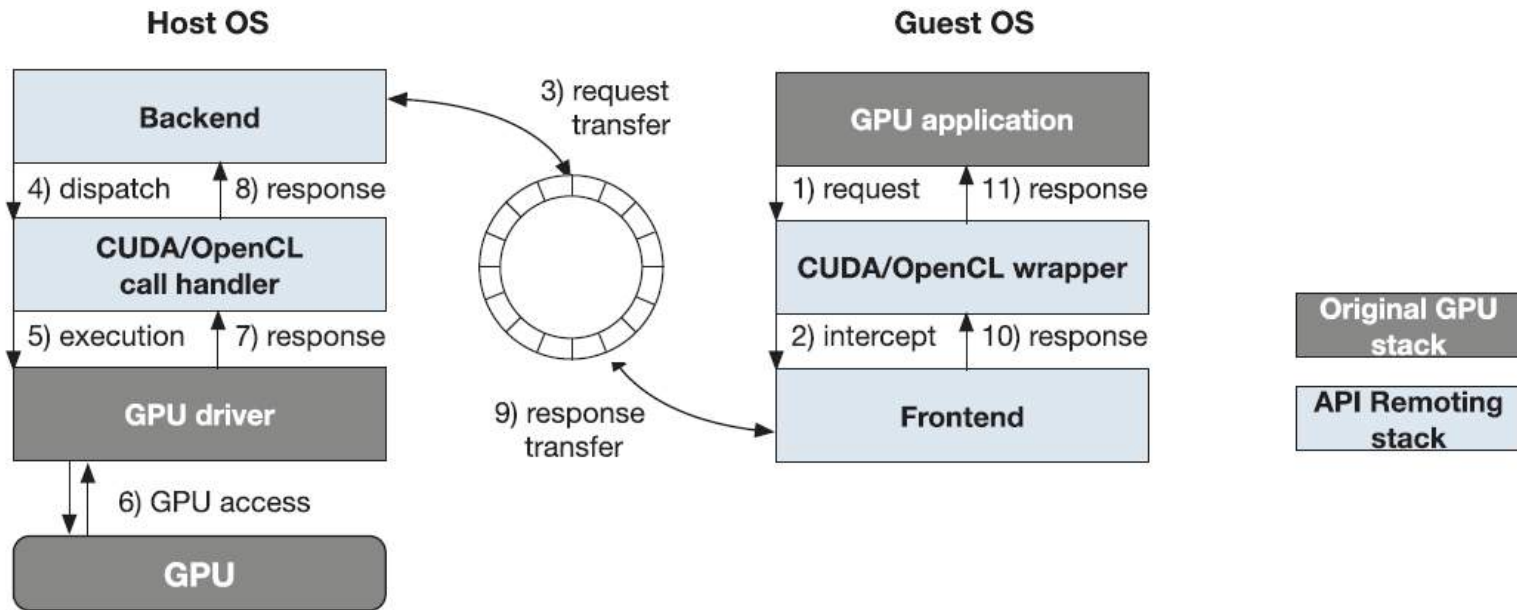 Host OS
Guest OS
Backend
3) request
transfer
GPU application
4) dispatch
8) response
1) request
11) response
CUDA/OpenCL
call handler
CUDA/OpenCL wrapper
5) execution
7) response
2) intercept
10) response
Original GPU
stack
GPU driver
9) response
transfer
Frontend
API Remoting
stack
6) GPU access
GPU